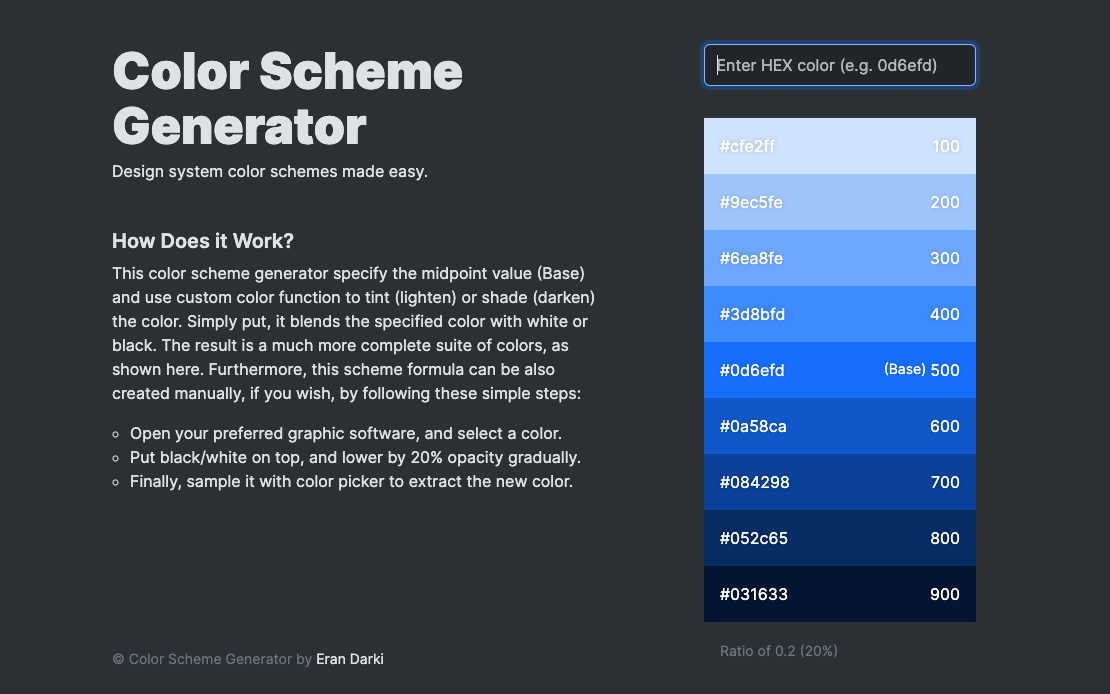 Color Scheme
Generator
Design system color schemes made easy.
How Does it Work?
This color scheme generator specify the midpoint value (Base)
and use custom color function to tint (lighten) or shade (darken)
the color. Simply put, it blends the specified color with white or
black. The result is a much more complete suite of colors, as
shown here. Furthermore, this scheme formula can be also
created manually, if you wish, by following these simple steps:
Open your preferred graphic software, and select a color.
Put black/white on top, and lower by 20% opacity gradually.
Finally, sample it with color picker to extract the new color.
© Color Scheme Generator by Eran Darki
Enter HEX color (e.g. 0d6efd)
#cfe2ff 100
#9ec5fe 200
#6ea8fe 300
#3d8bfd 400
#0d6efd (Base) 500
#0a58ca 600
#084298 700
#052c65 800
#031633 900
Ratio of 0.2 (20%)